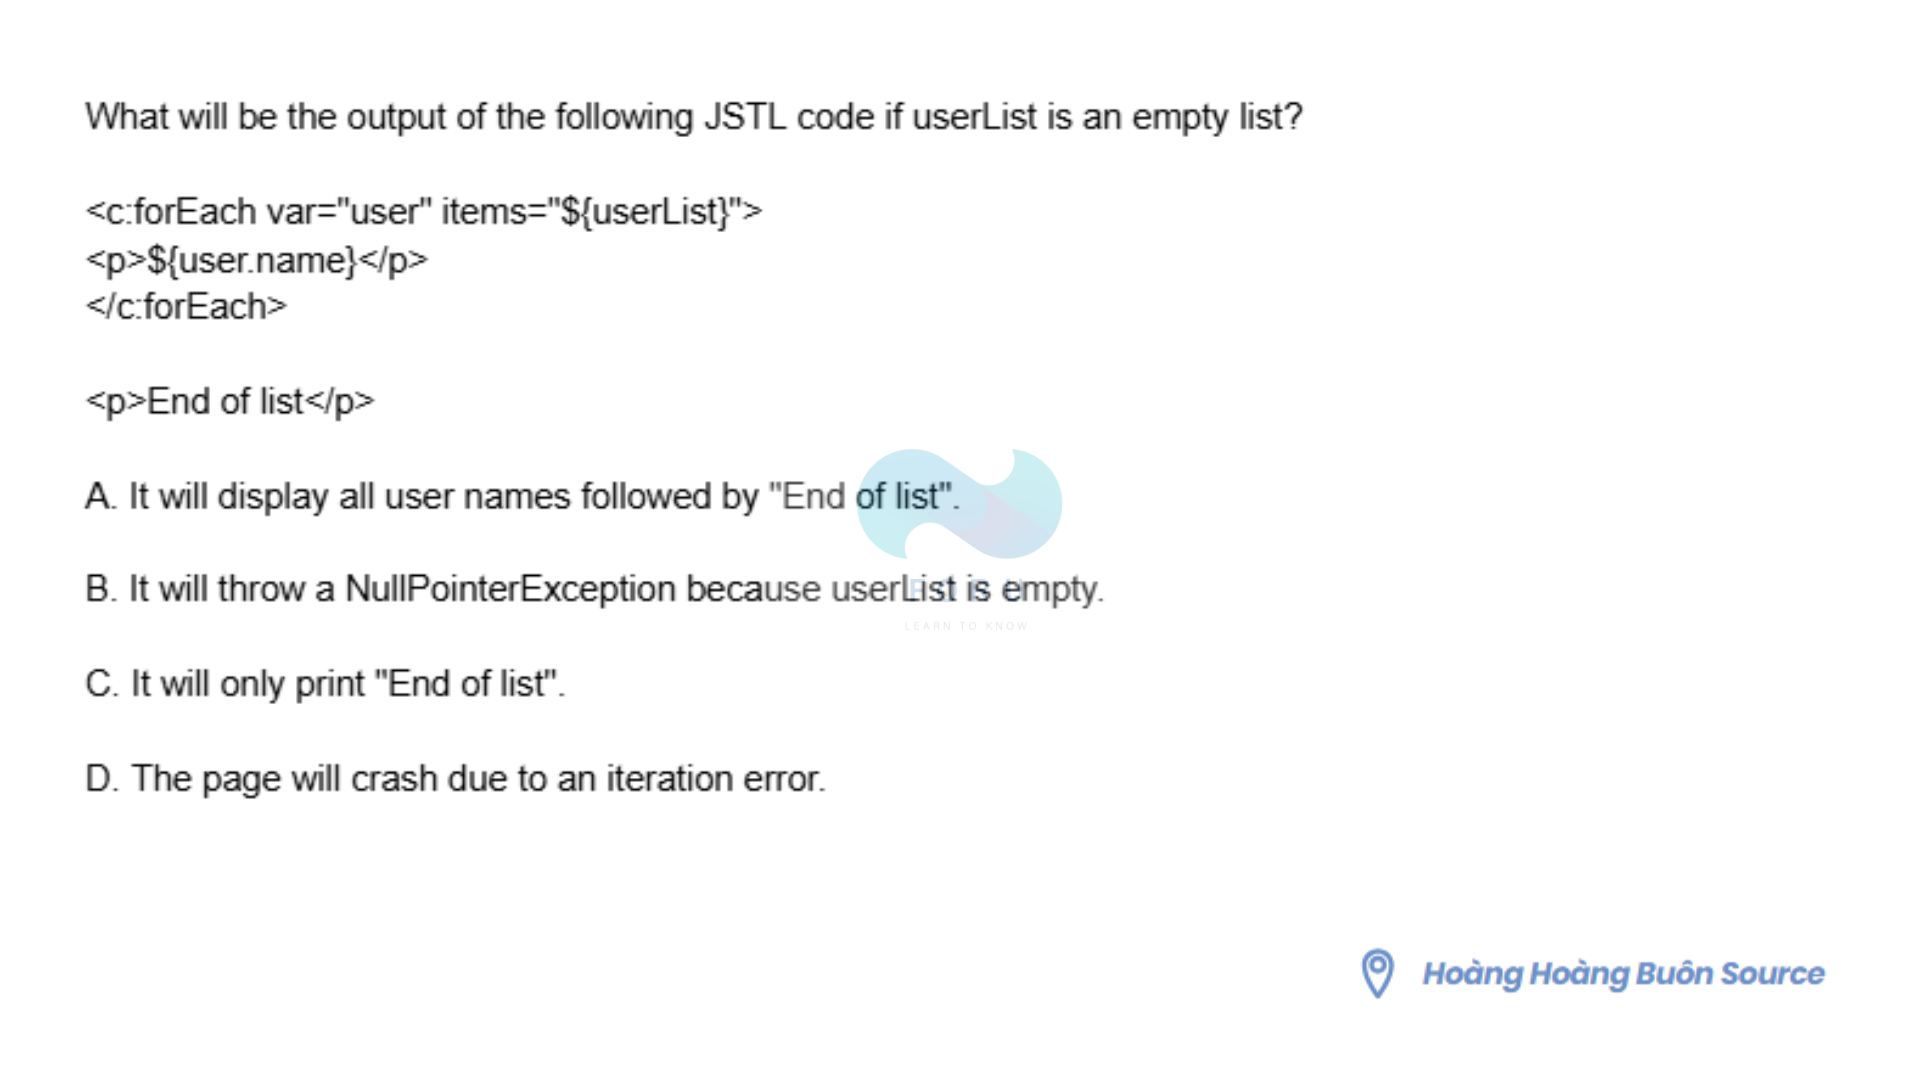 What will be the output of the following JSTL code if userList is an empty list?
<c:forEach var="user" items="${userList}">
<p>${user.name}</p>
</c:forEach>
<p>End of list</p>
A. It will display all user names followed by "End of list".
B. It will throw a NullPointerException because userList is empty.
LEARN TO KNOW
C. It will only print "End of list".
D. The page will crash due to an iteration error.
Hoàng Hoàng Buôn Source